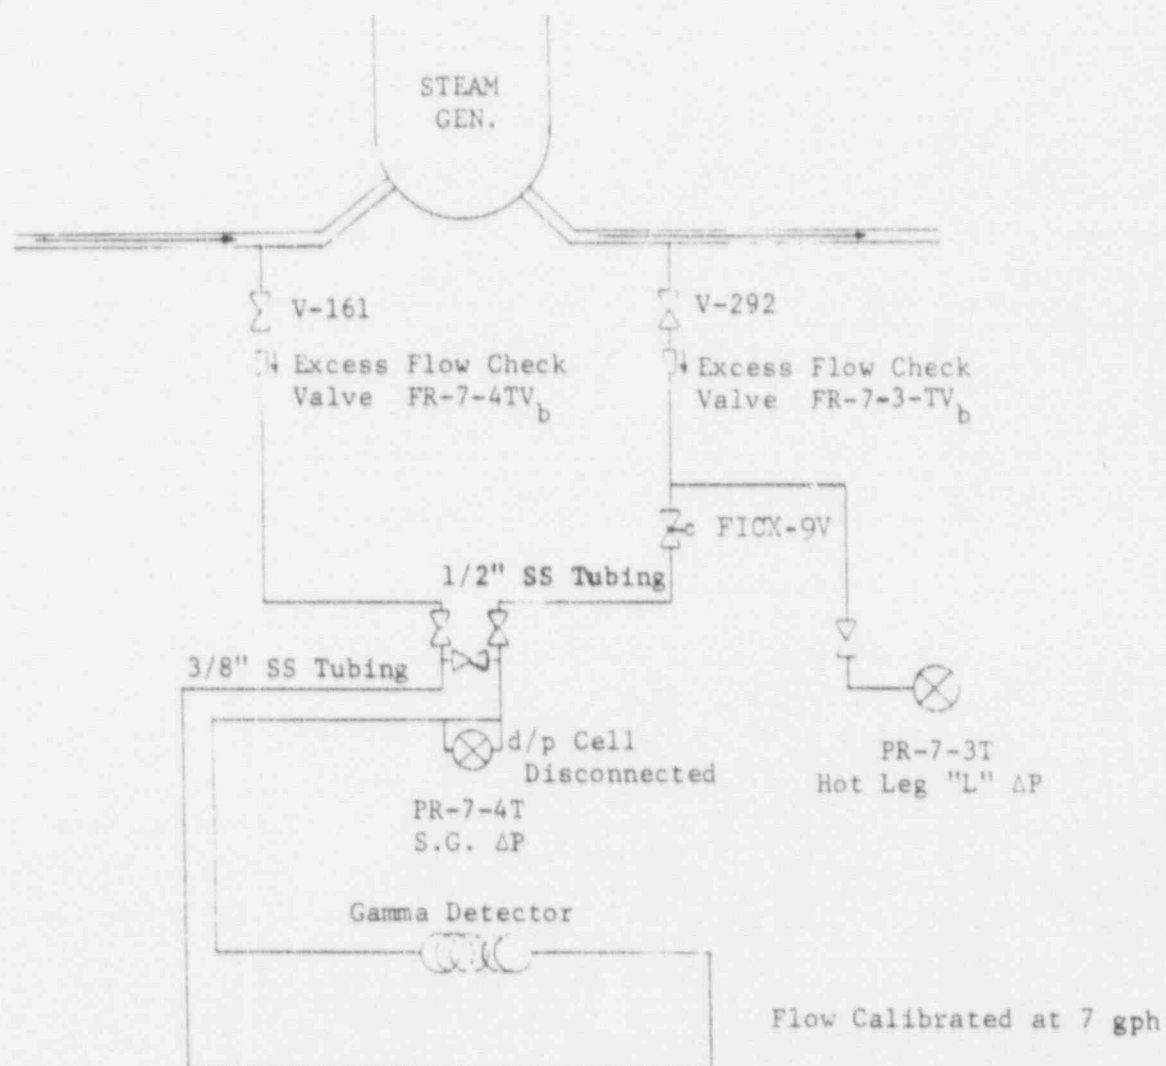 STEAM
GEN.
V-161
V-292
Excess Flow Check
Valve FR-7-4TVb
Excess Flow Check
Valve FR-7-3-TVb
FICX-9V
1/2" SS Tubing
3/8" SS Tubing
d/p Cell
Disconnected
PR-7-3T
Hot Leg "L" ΔP
PR-7-4T
S.G. ΔP
Gamma Detector
Flow Calibrated at 7 gph